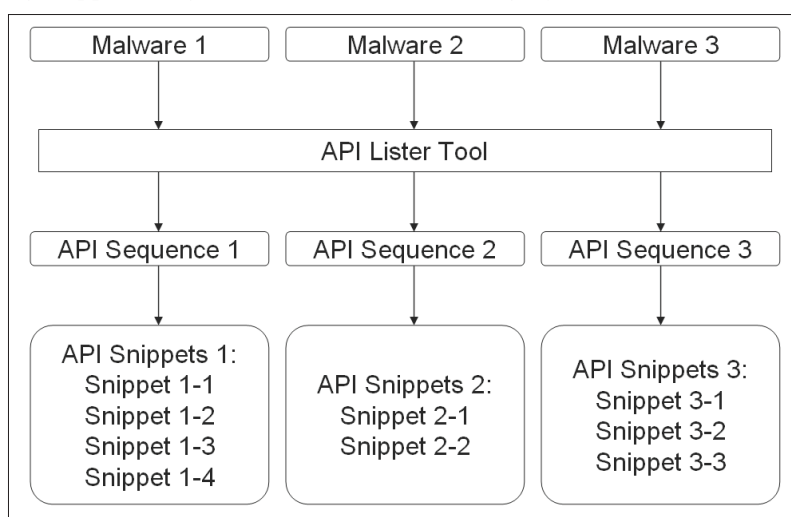 Malware 1
Malware 2
Malware 3
API Lister Tool
API Sequence 1
API Sequence 2
API Sequence 3
API Snippets 1:
Snippet 1-1
Snippet 1-2
Snippet 1-3
Snippet 1-4
API Snippets 2:
Snippet 2-1
Snippet 2-2
API Snippets 3:
Snippet 3-1
Snippet 3-2
Snippet 3-3